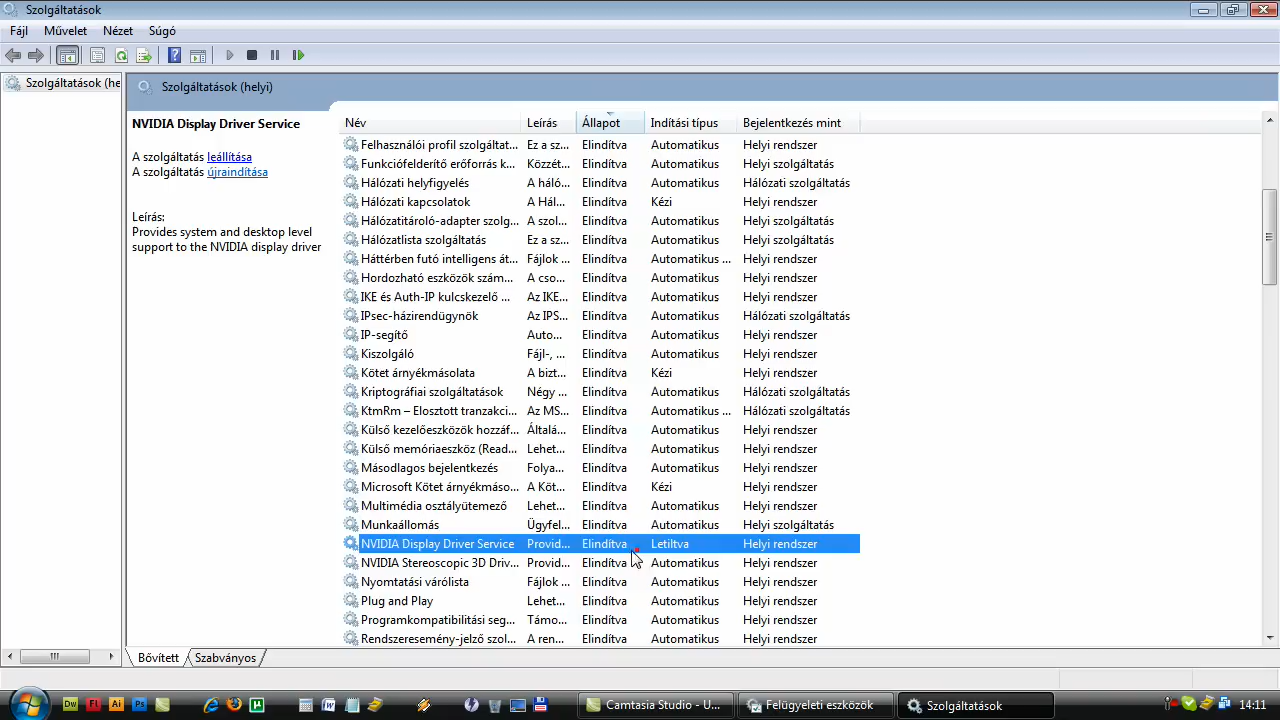 Szolgáltatások
Fájl Művelet Nézet Súgó
Szolgáltatások (he
Szolgáltatások (helyi)
NVIDIA Display Driver Service
A szolgáltatás leállítása
A szolgáltatás újraindítása
Leírás:
Provides system and desktop level
support to the NVIDIA display driver
Név Leírás Állapot Indítási típus Bejelentkezés mint
Felhasználói profil szolgáltat... Ez a sz... Elindítva Automatikus Helyi rendszer
Funkciófelderítő erőforrás k... Közzét... Elindítva Automatikus Helyi szolgáltatás
Hálózati helyfigyelés A háló... Elindítva Automatikus Hálózati szolgáltatás
Hálózati kapcsolatok A Hál... Elindítva Kézi Helyi rendszer
Hálózatitároló-adapter szolg... A szol... Elindítva Automatikus Helyi szolgáltatás
Hálózatlista szolgáltatás Ez a sz... Elindítva Automatikus Helyi szolgáltatás
Háttérben futó intelligens át... Fájlok ... Elindítva Automatikus ... Helyi rendszer
Hordozható eszközök szám... A cso... Elindítva Automatikus Helyi rendszer
IKE és Auth-IP kulcskezelő ... Az IKE... Elindítva Automatikus Helyi rendszer
IPsec-házirendügynök Az IPS... Elindítva Automatikus Hálózati szolgáltatás
IP-segítő Auto... Elindítva Automatikus Helyi rendszer
Kiszolgáló Fájl-, ... Elindítva Automatikus Helyi rendszer
Kötet árnyékmásolata A bizt... Elindítva Kézi Helyi rendszer
Kriptográfiai szolgáltatások Négy ... Elindítva Automatikus Hálózati szolgáltatás
KtmRm – Elosztott tranzakci... Az MS... Elindítva Automatikus ... Hálózati szolgáltatás
Külső kezelőeszközök hozzáf... Általá... Elindítva Automatikus Helyi rendszer
Külső memóriaeszköz (Read... Lehet... Elindítva Automatikus Helyi rendszer
Másodlagos bejelentkezés Folya... Elindítva Automatikus Helyi rendszer
Microsoft Kötet árnyékmáso... A Köt... Elindítva Kézi Helyi rendszer
Multimédia osztályütemező Lehet... Elindítva Automatikus Helyi rendszer
Munkaállomás Ügyfel... Elindítva Automatikus Helyi szolgáltatás
NVIDIA Display Driver Service Provid... Elindítva Letiltva Helyi rendszer
NVIDIA Stereoscopic 3D Driv... Provid... Elindítva Automatikus Helyi rendszer
Nyomtatási várólista Fájlok ... Elindítva Automatikus Helyi rendszer
Plug and Play Lehet... Elindítva Automatikus Helyi rendszer
Programkompatibilitási seg... Támo... Elindítva Automatikus Helyi rendszer
Rendszeresemény-jelző szol... A ren... Elindítva Automatikus Helyi rendszer
Bővített Szabványos
Dw Fl Ai Ps Camtasia Studio - U... Felügyeleti eszközök Szolgáltatások 14:11